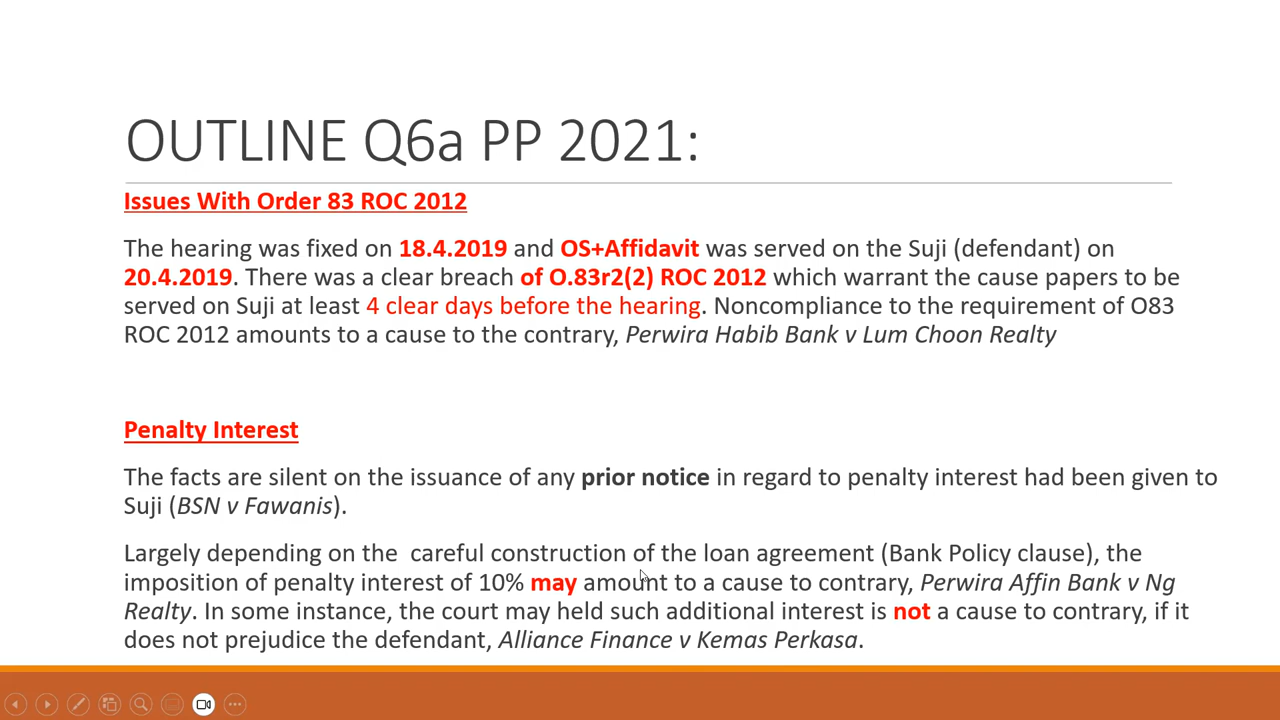 OUTLINE Q6a PP 2021:
Issues With Order 83 ROC 2012
The hearing was fixed on 18.4.2019 and OS+Affidavit was served on the Suji (defendant) on
20.4.2019. There was a clear breach of O.83r2(2) ROC 2012 which warrant the cause papers to be
served on Suji at least 4 clear days before the hearing. Noncompliance to the requirement of O83
ROC 2012 amounts to a cause to the contrary, Perwira Habib Bank v Lum Choon Realty
Penalty Interest
The facts are silent on the issuance of any prior notice in regard to penalty interest had been given to
Suji (BSN v Fawanis).
Largely depending on the  careful construction of the loan agreement (Bank Policy clause), the
imposition of penalty interest of 10% may amount to a cause to contrary, Perwira Affin Bank v Ng
Realty. In some instance, the court may held such additional interest is not a cause to contrary, if it
does not prejudice the defendant, Alliance Finance v Kemas Perkasa.